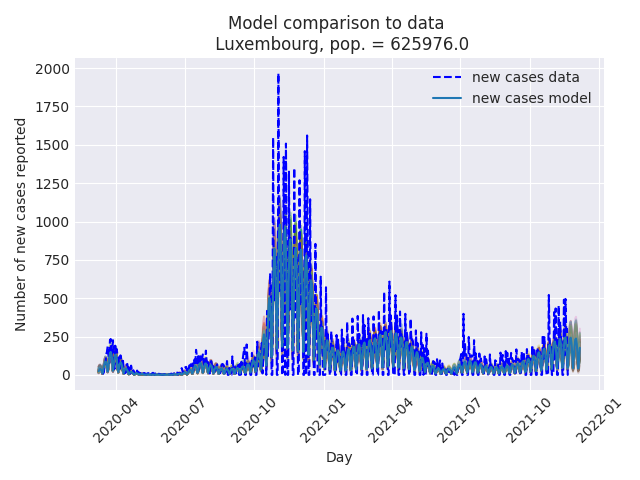 Model comparison to data
Luxembourg, pop. = 625976.0
new cases data
new cases model
Number of new cases reported
2000
1750
1500
1250
1000
750
500
250
0
2020-04
2020-07
2020-10
2021-01
2021-04
2021-07
2021-10
2022-01
Day